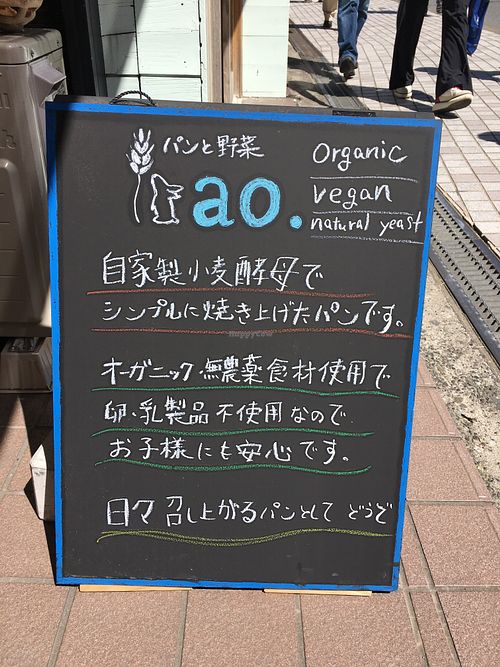 パンと野菜
ao.
Organic
vegan
natural yeast
自家製小麦酵母で
シンプルに焼き上げたパンです。
オーガニック、無農薬食材使用で
卵、乳製品不使用なので
お子様にも安心です。
日々召し上がるパンとして どうぞ